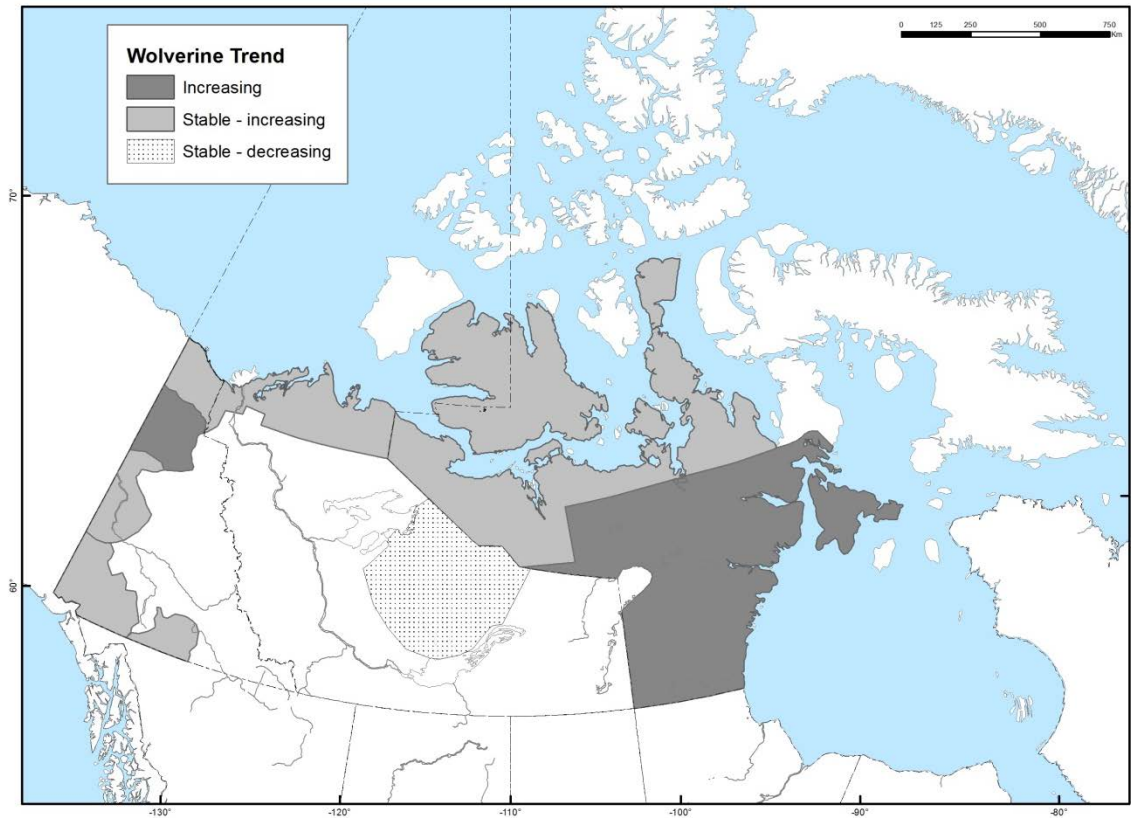 0 125 250 500 750
Km
Wolverine Trend
Increasing
Stable - increasing
Stable - decreasing
70°
60°
-130° -120° -110° -100° -90° -80°